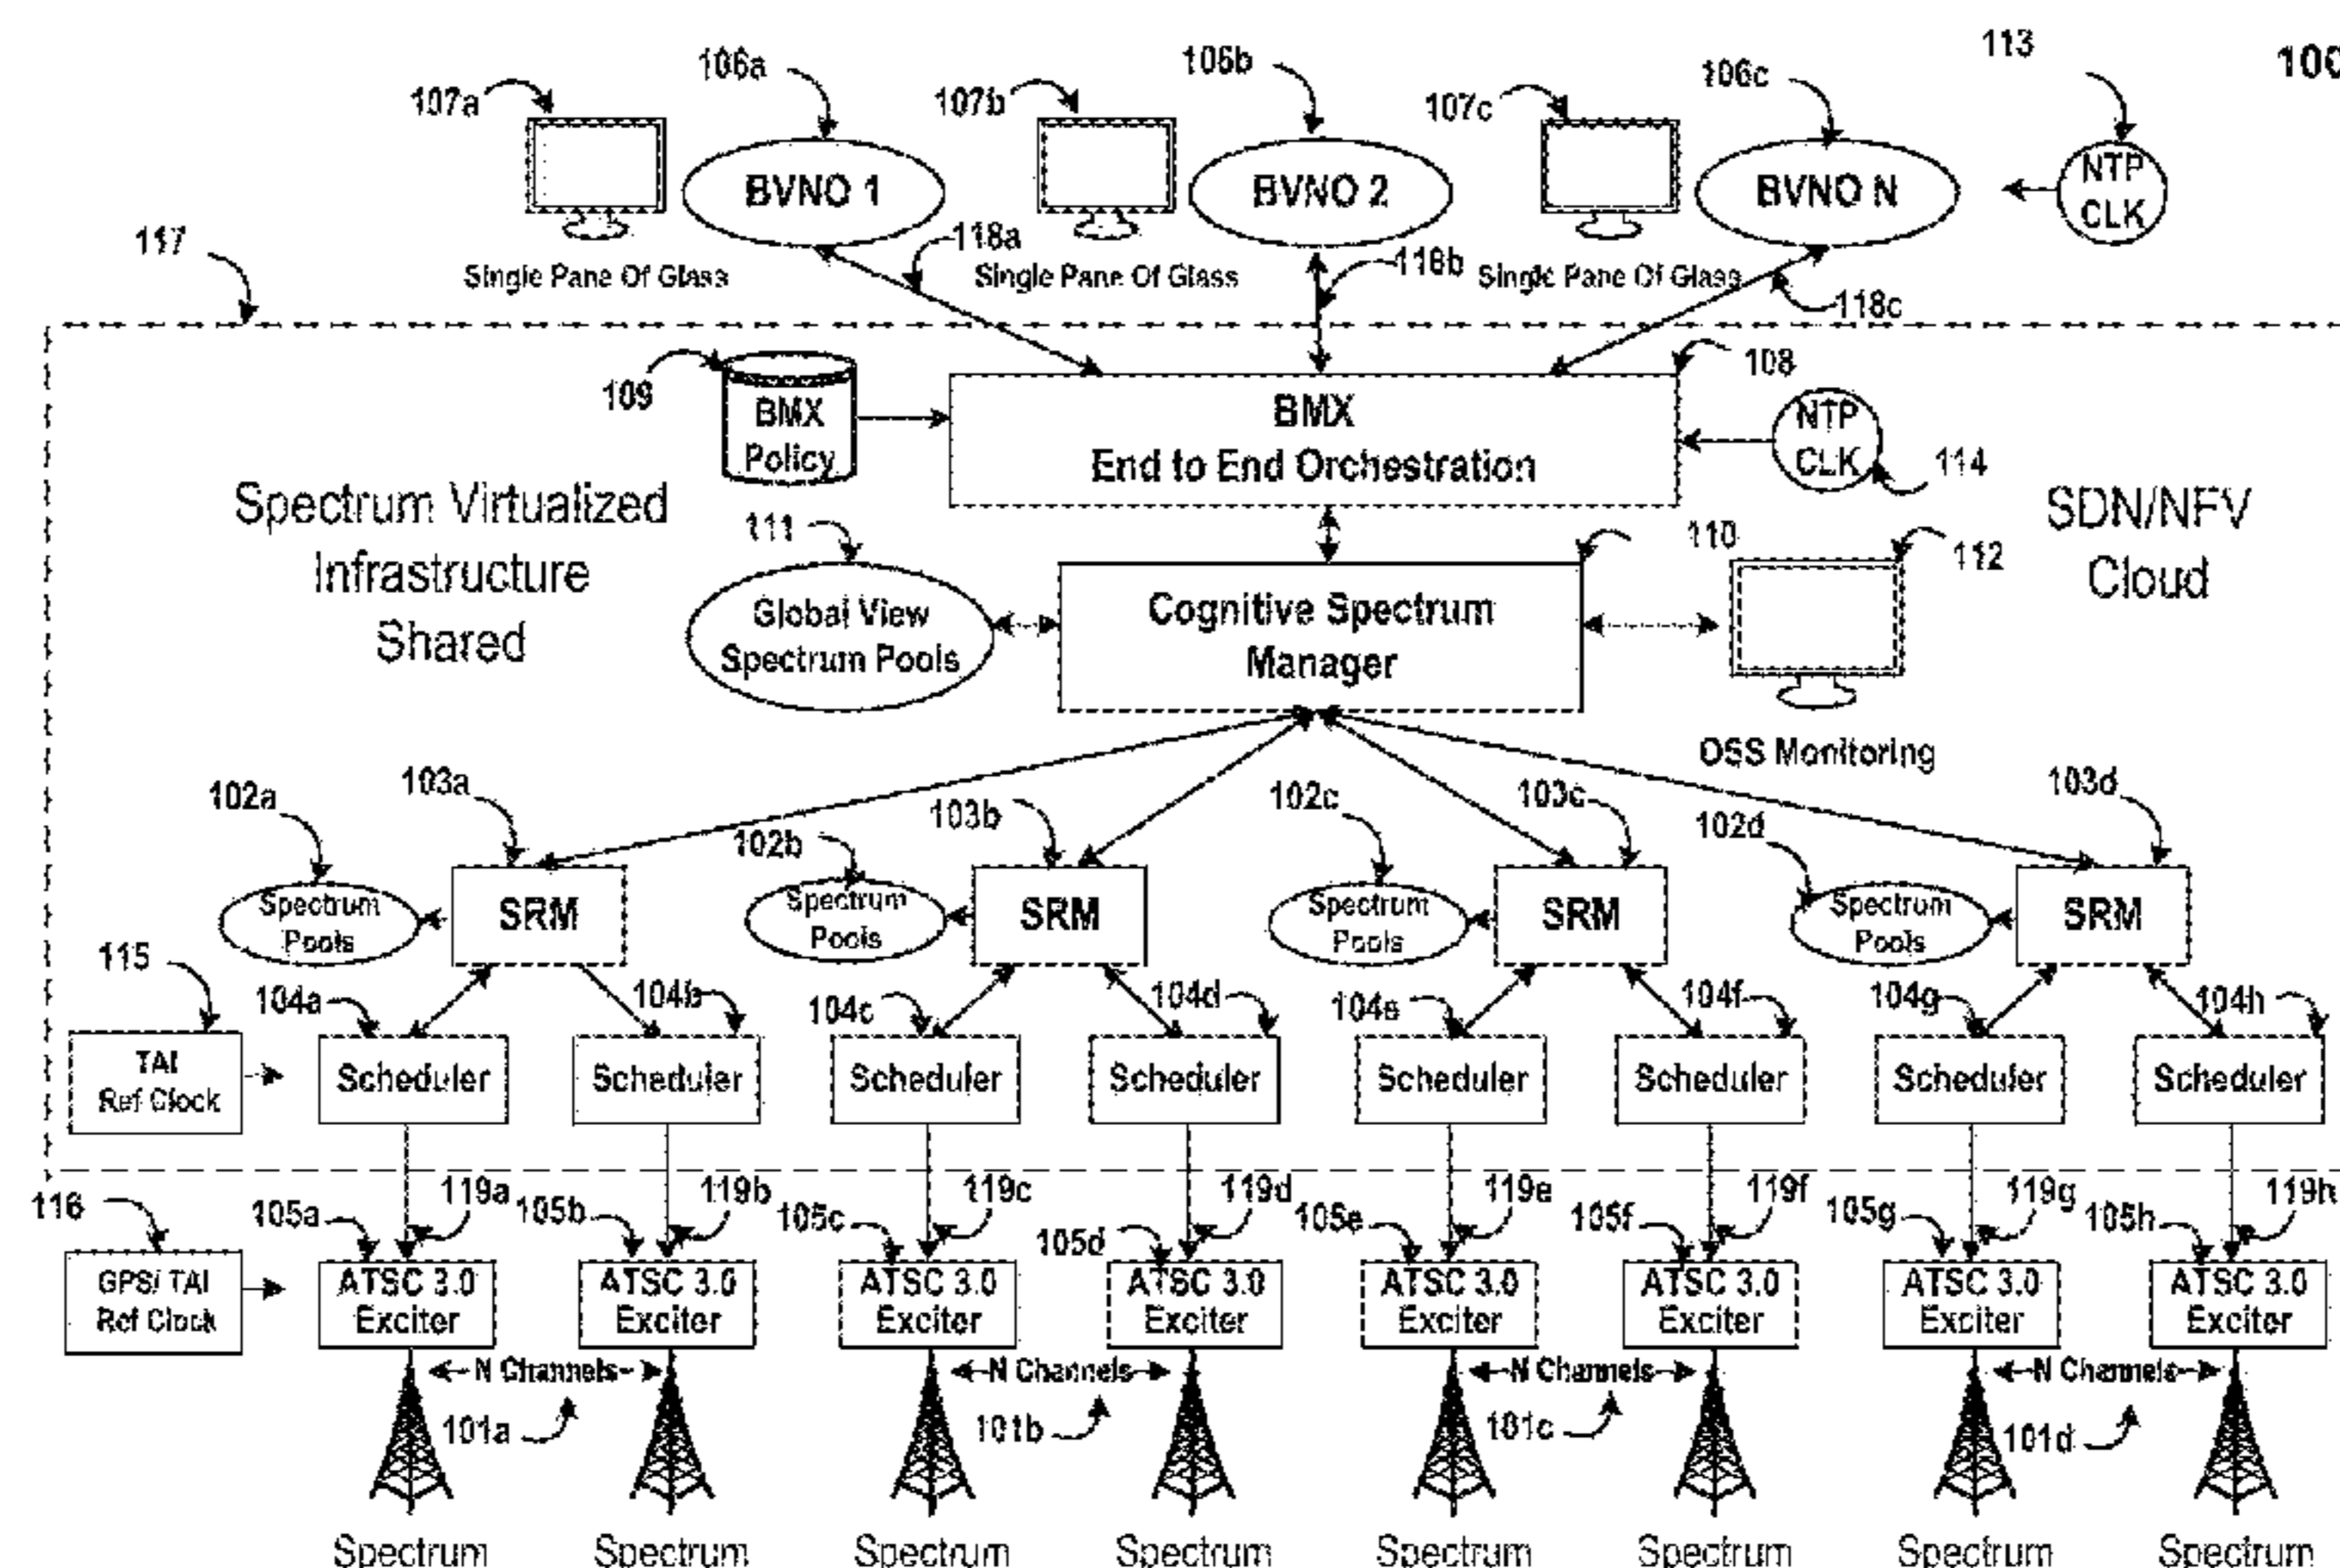 113
100
106a
106b
106c
107a
107b
107c
BVNO 1
BVNO 2
BVNO N
NTP
CLK
117
118a
118b
118c
Single Pane Of Glass
Single Pane Of Glass
Single Pane Of Glass
109
108
BMX
Policy
BMX
End to End Orchestration
NTP
CLK
114
Spectrum Virtualized
Infrastructure
Shared
SDN/NFV
Cloud
111
110
112
Global View
Spectrum Pools
Cognitive Spectrum
Manager
OSS Monitoring
102a
103a
102b
103b
102c
103c
102d
103d
Spectrum
Pools
SRM
Spectrum
Pools
SRM
Spectrum
Pools
SRM
Spectrum
Pools
SRM
115
104a
104b
104c
104d
104e
104f
104g
104h
TAI
Ref Clock
Scheduler
Scheduler
Scheduler
Scheduler
Scheduler
Scheduler
Scheduler
Scheduler
116
105a
119a
105b
119b
105c
119c
105d
119d
105e
119e
105f
119f
105g
119g
105h
119h
GPS/ TAI
Ref Clock
ATSC 3.0
Exciter
ATSC 3.0
Exciter
ATSC 3.0
Exciter
ATSC 3.0
Exciter
ATSC 3.0
Exciter
ATSC 3.0
Exciter
ATSC 3.0
Exciter
ATSC 3.0
Exciter
N Channels
N Channels
N Channels
N Channels
101a
101b
101c
101d
Spectrum
Spectrum
Spectrum
Spectrum
Spectrum
Spectrum
Spectrum
Spectrum